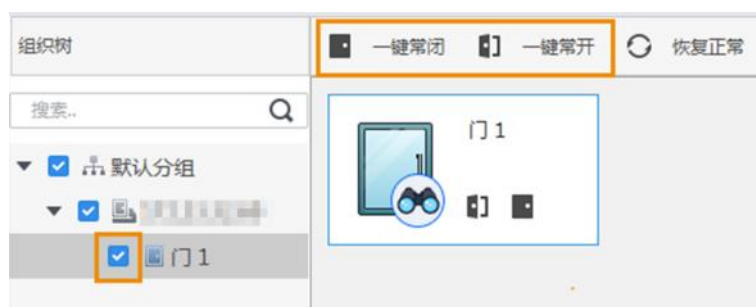 组织树
一键常闭 一键常开 恢复正常
搜索..
默认分组
门 1
门 1